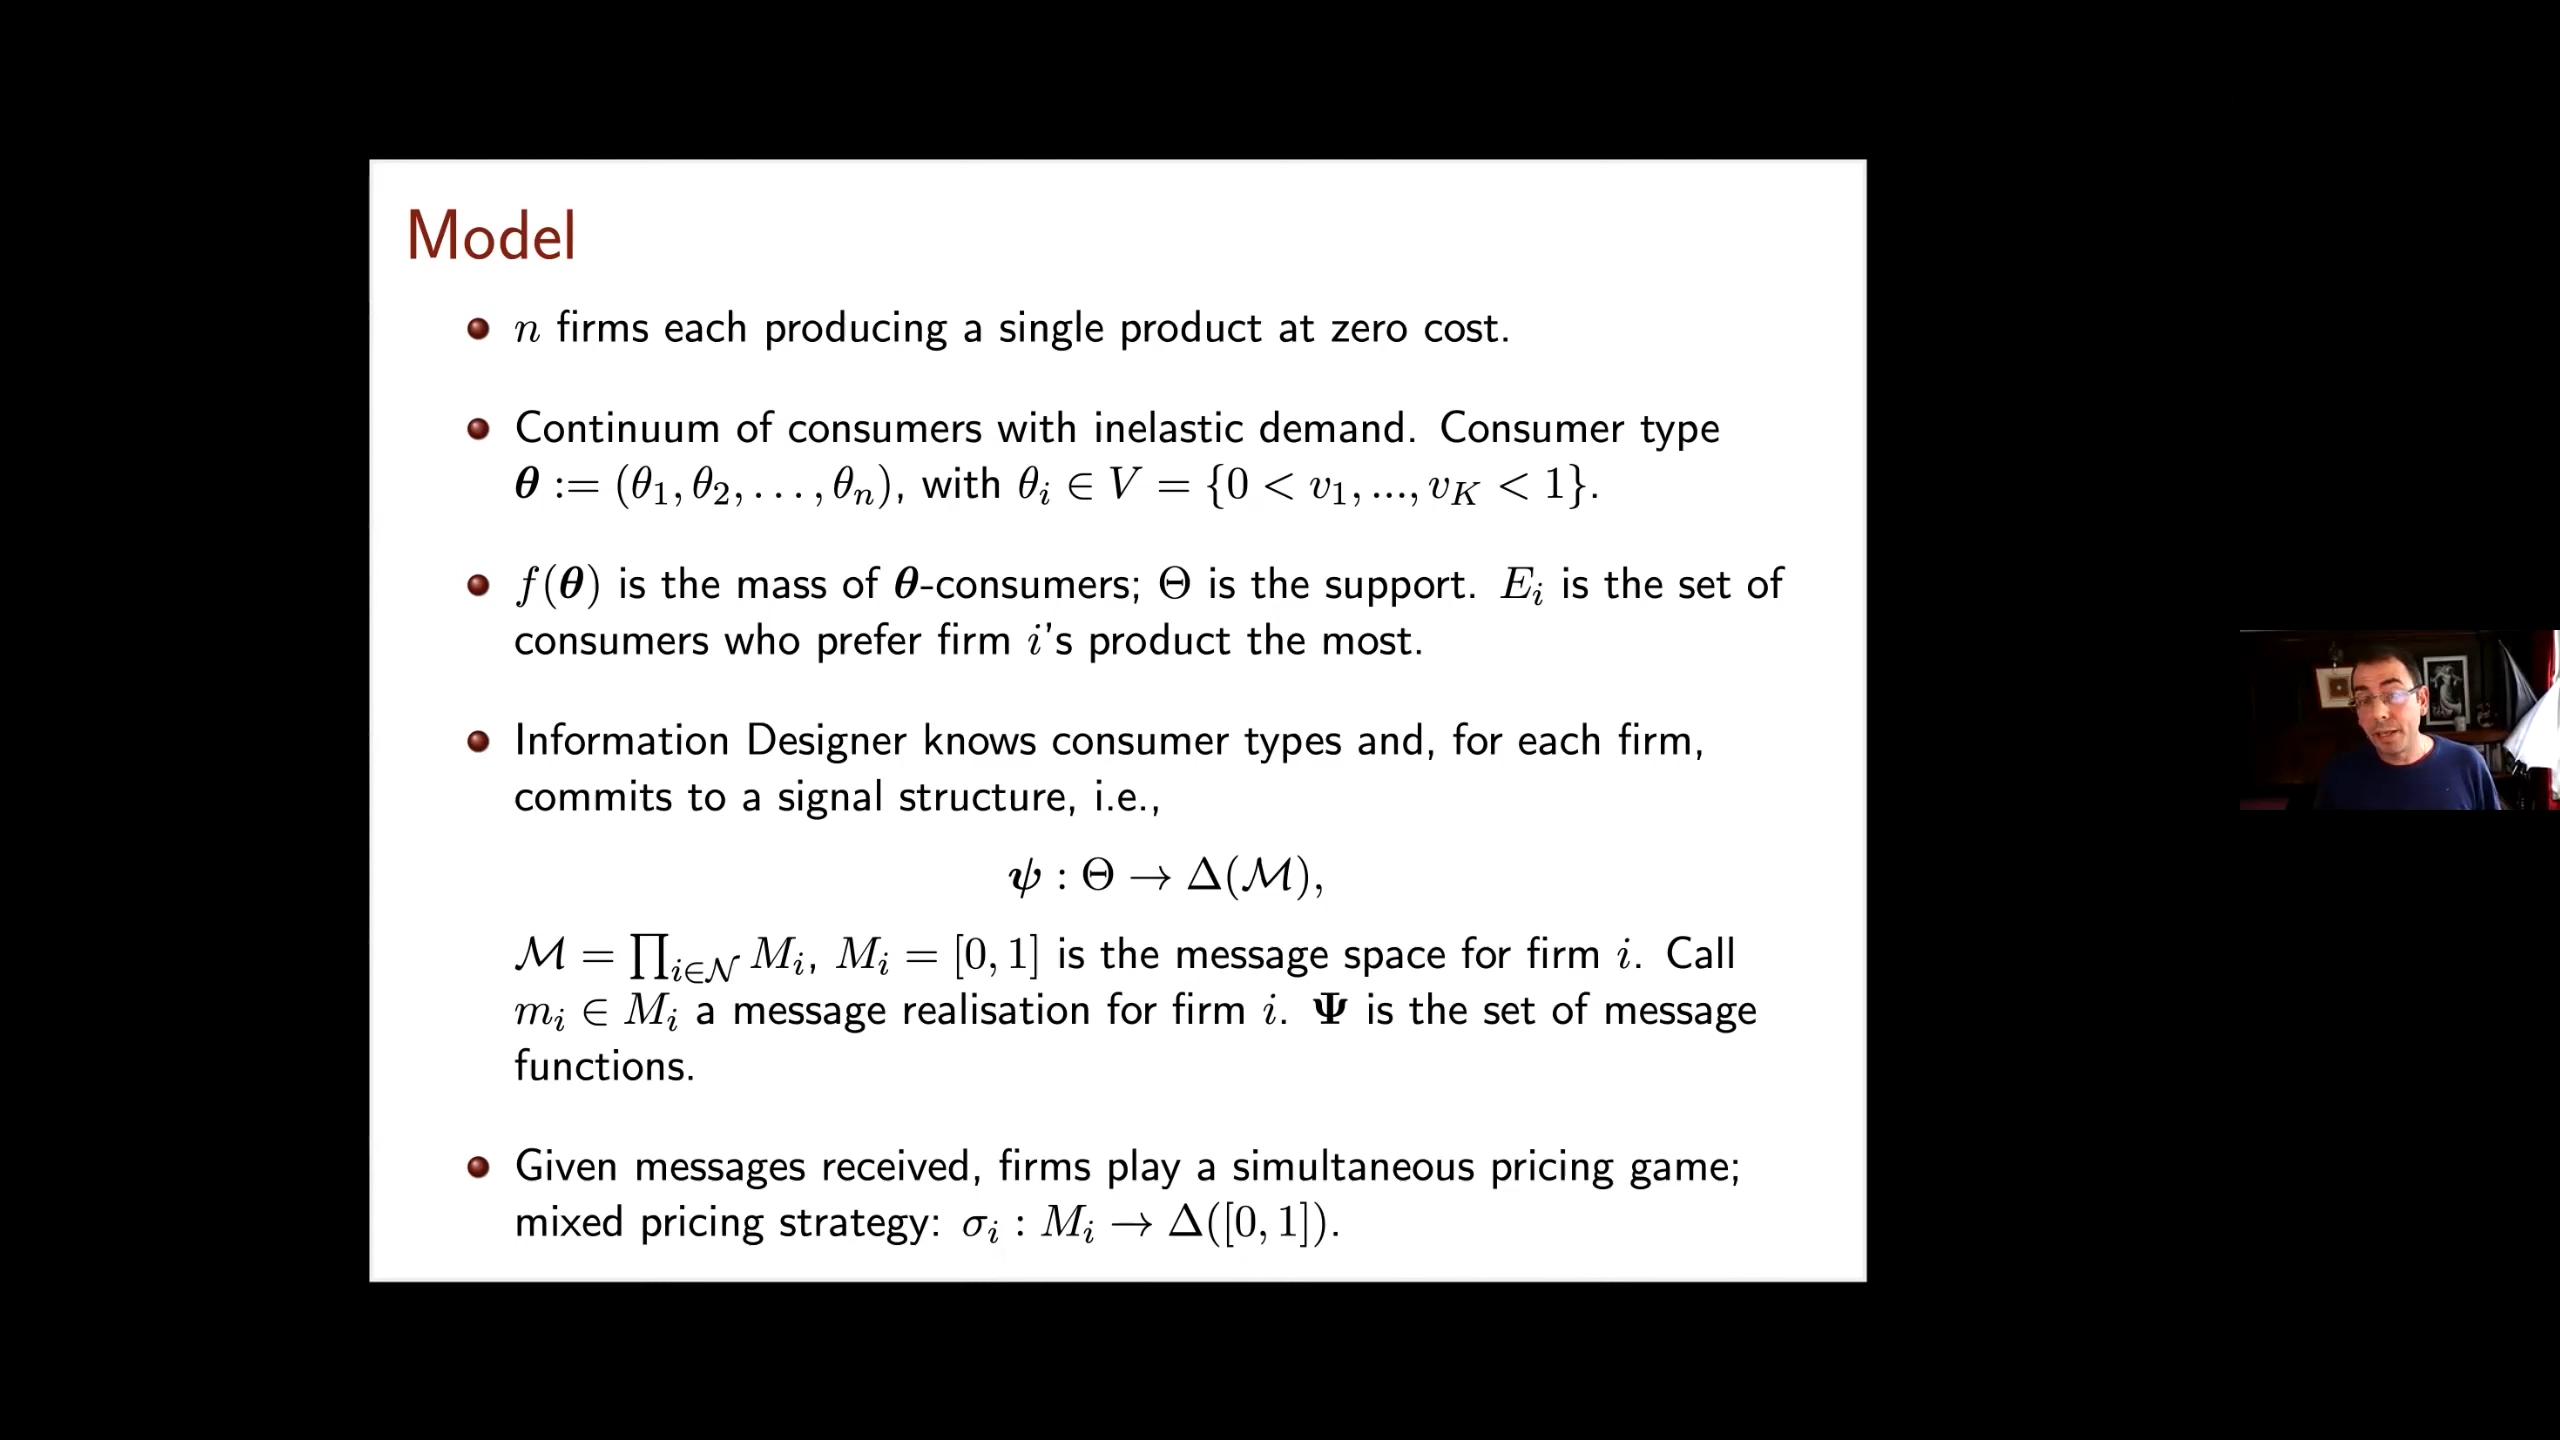 Model
n firms each producing a single product at zero cost.
Continuum of consumers with inelastic demand. Consumer type
θ := (θ₁, θ₂, . . . , θₙ), with θᵢ ∈ V = {0 < v₁, ..., v_K < 1}.
f(θ) is the mass of θ-consumers; Θ is the support. Eᵢ is the set of
consumers who prefer firm i's product the most.
Information Designer knows consumer types and, for each firm,
commits to a signal structure, i.e.,
ψ : Θ → Δ(ℳ),
ℳ = ∏_{i∈𝒩} Mᵢ, Mᵢ = [0, 1] is the message space for firm i. Call
mᵢ ∈ Mᵢ a message realisation for firm i. Ψ is the set of message
functions.
Given messages received, firms play a simultaneous pricing game;
mixed pricing strategy: σᵢ : Mᵢ → Δ([0, 1]).